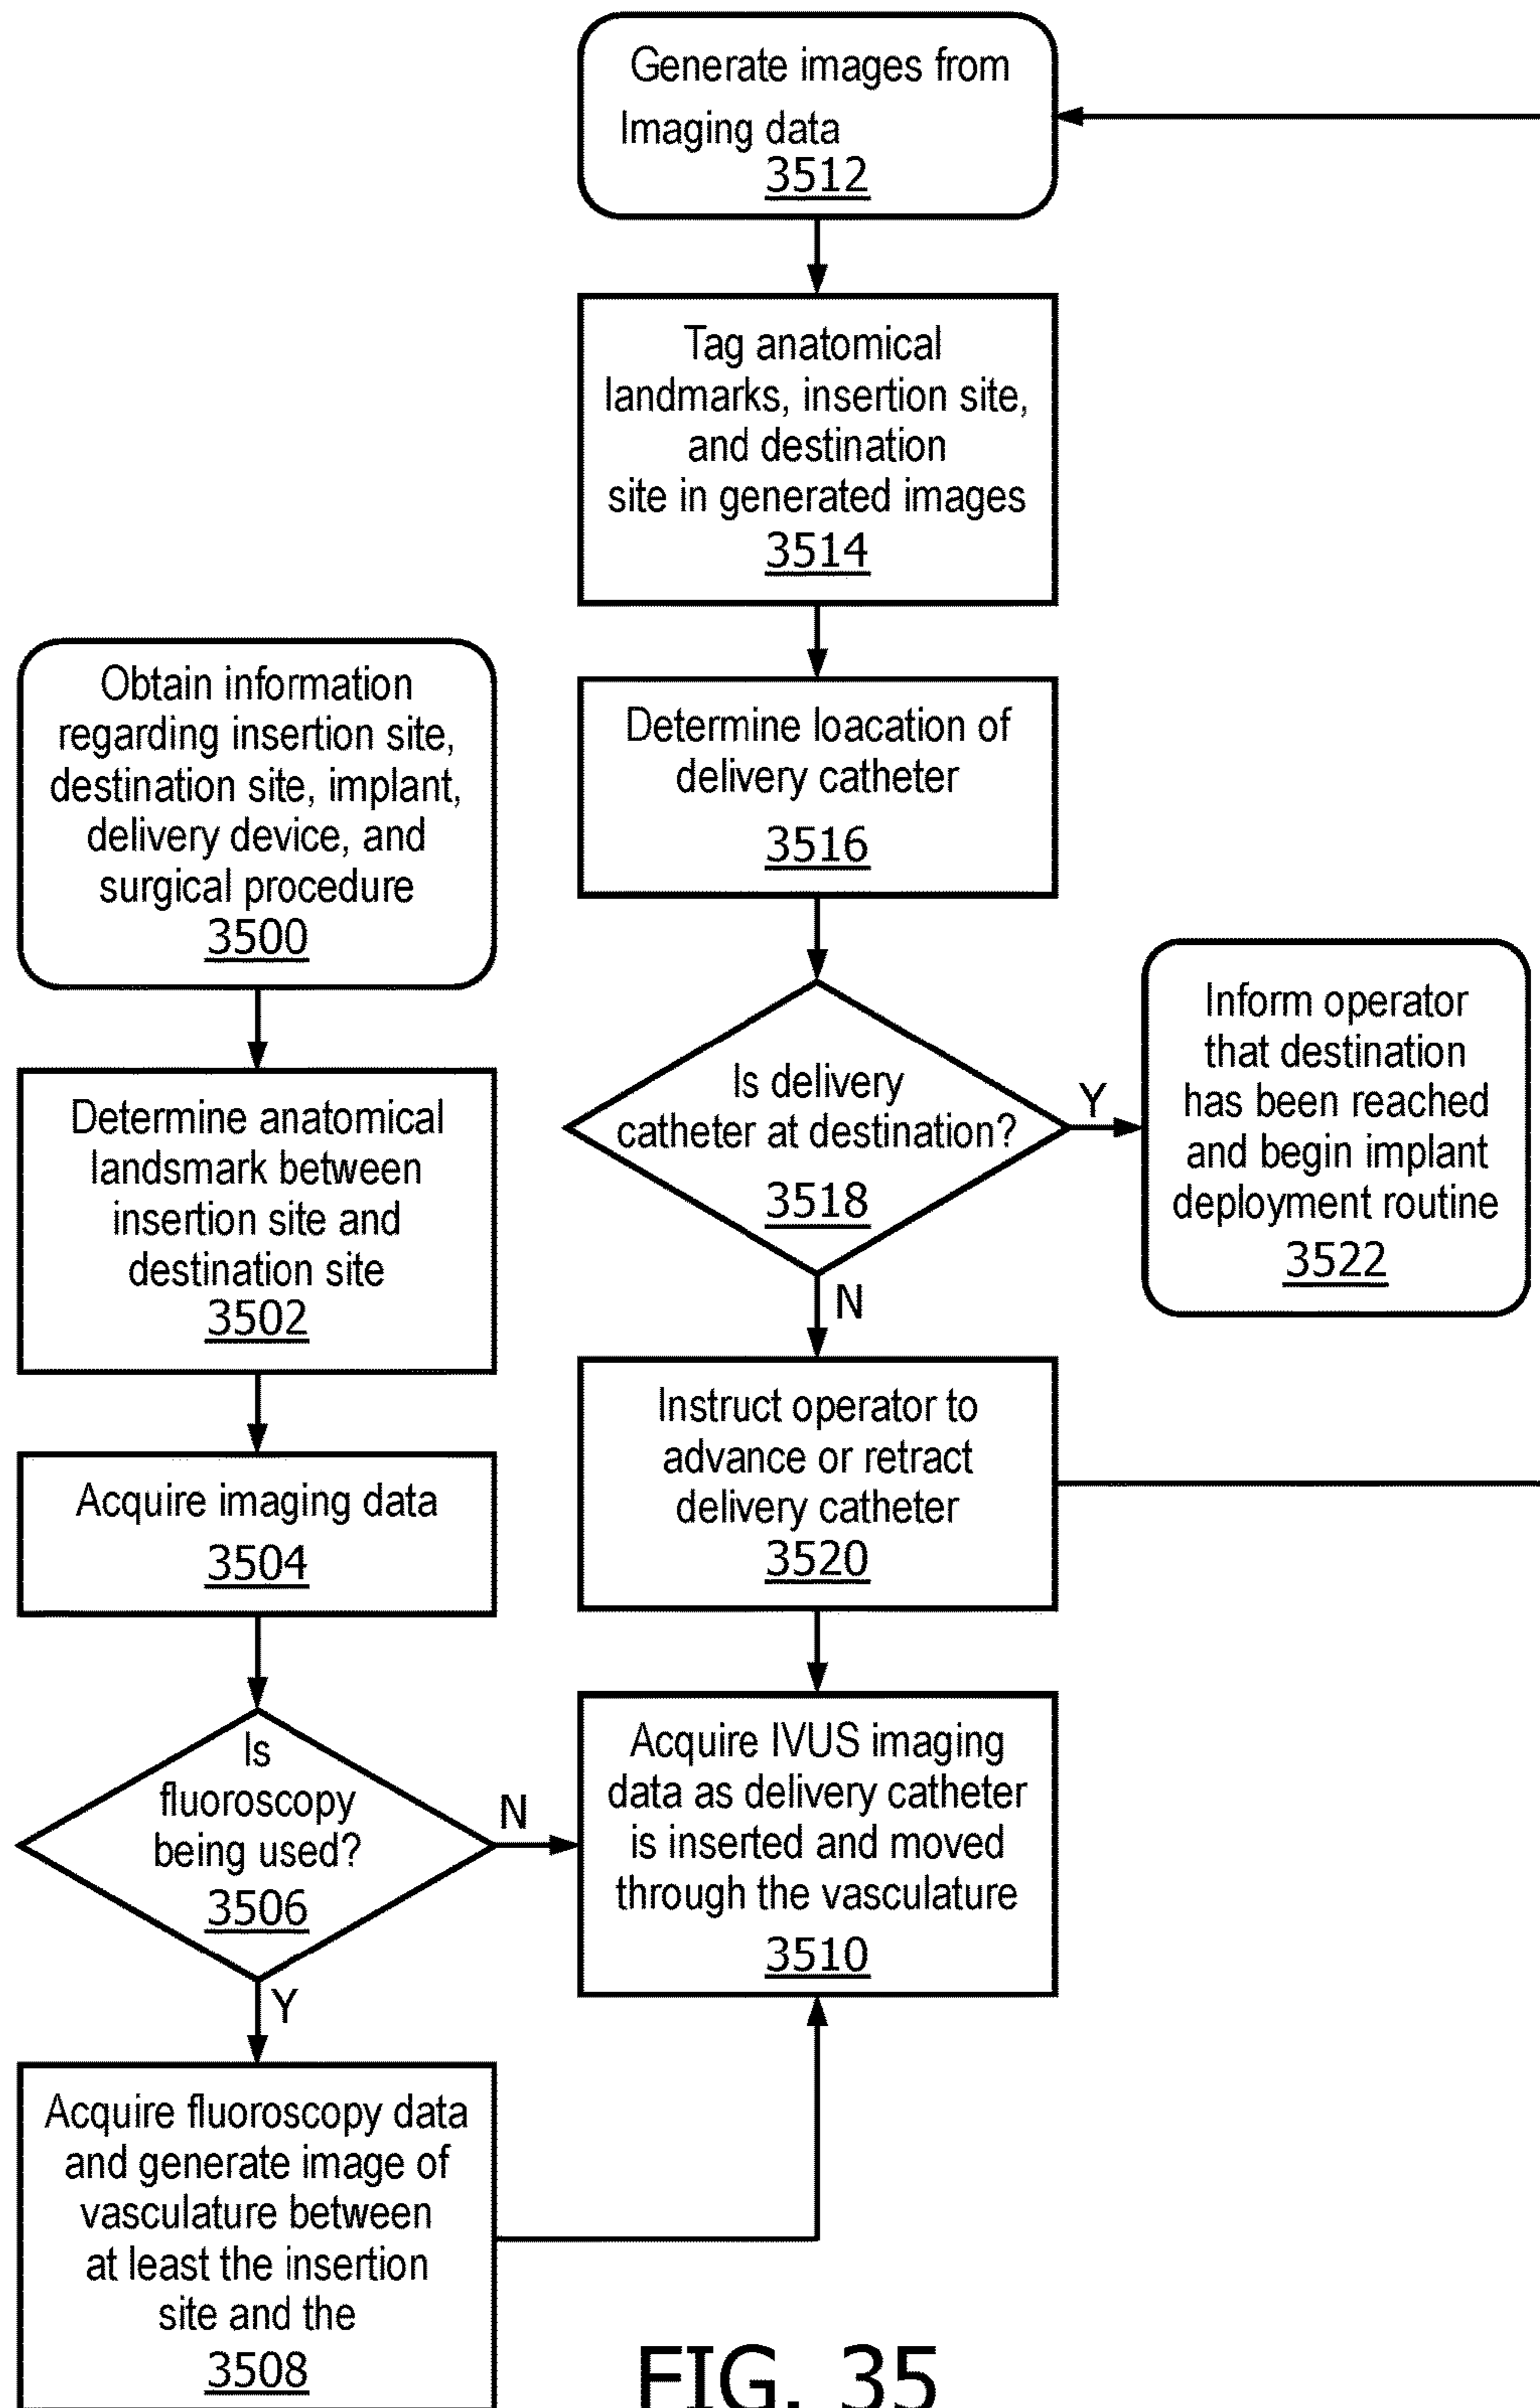 Generate images from
Imaging data
3512
Tag anatomical
landmarks, insertion site,
and destination
site in generated images
3514
Obtain information
regarding insertion site,
destination site, implant,
delivery device, and
surgical procedure
3500
Determine loacation of
delivery catheter
3516
Inform operator
that destination
has been reached
and begin implant
deployment routine
3522
Is delivery
catheter at destination?
3518
Y
N
Determine anatomical
landsmark between
insertion site and
destination site
3502
Instruct operator to
advance or retract
delivery catheter
3520
Acquire imaging data
3504
Is
fluoroscopy
being used?
3506
N
Y
Acquire IVUS imaging
data as delivery catheter
is inserted and moved
through the vasculature
3510
Acquire fluoroscopy data
and generate image of
vasculature between
at least the insertion
site and the
3508
FIG. 35